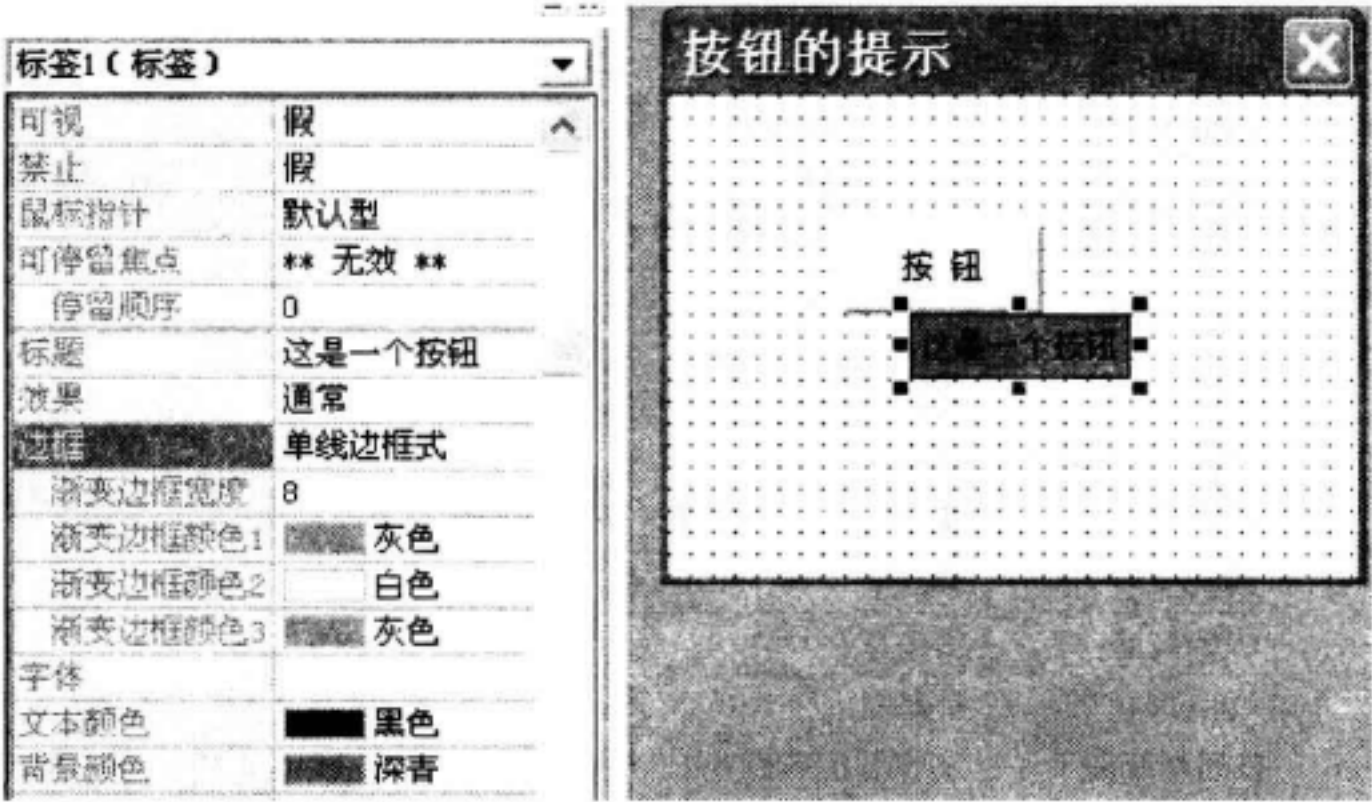 标签1（标签）
可视 假
禁止 假
鼠标指针 默认型
可停留焦点 ** 无效 **
停留顺序 0
标题 这是一个按钮
效果 通常
边框 单线边框式
渐变边框宽度 8
渐变边框颜色1 灰色
渐变边框颜色2 白色
渐变边框颜色3 灰色
字体
文本颜色 黑色
背景颜色 深青
按钮的提示
按 钮
这是一个按钮